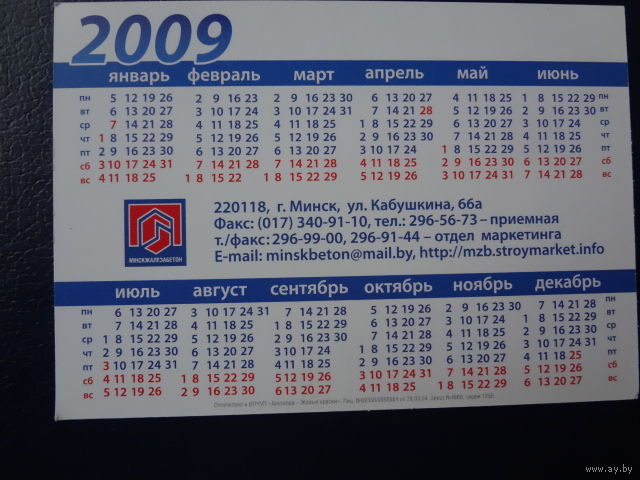 2009
январь февраль март апрель май июнь
пн 5 12 19 26 2 9 16 23 2 9 16 23 30 6 13 20 27 4 11 18 25 1 8 15 22 29 пн
вт 6 13 20 27 3 10 17 24 3 10 17 24 31 7 14 21 28 5 12 19 26 2 9 16 23 30 вт
ср 7 14 21 28 4 11 18 25 4 11 18 25 1 8 15 22 29 6 13 20 27 3 10 17 24 ср
чт 1 8 15 22 29 5 12 19 26 5 12 19 26 2 9 16 23 30 7 14 21 28 4 11 18 25 чт
пт 2 9 16 23 30 6 13 20 27 6 13 20 27 3 10 17 24 1 8 15 22 29 5 12 19 26 пт
сб 3 10 17 24 31 7 14 21 28 7 14 21 28 4 11 18 25 2 9 16 23 30 6 13 20 27 сб
вс 4 11 18 25 1 8 15 22 1 8 15 22 29 5 12 19 26 3 10 17 24 31 7 14 21 28 вс
220118, г. Минск, ул. Кабушкина, 66а
Факс: (017) 340-91-10, тел.: 296-56-73 – приемная
т./факс: 296-99-00, 296-91-44 – отдел маркетинга
E-mail: minskbeton@mail.by, http://mzb.stroymarket.info
МІНСКЖАЛЕЗАБЕТОН
июль август сентябрь октябрь ноябрь декабрь
пн 6 13 20 27 3 10 17 24 31 7 14 21 28 5 12 19 26 2 9 16 23 30 7 14 21 28 пн
вт 7 14 21 28 4 11 18 25 1 8 15 22 29 6 13 20 27 3 10 17 24 1 8 15 22 29 вт
ср 1 8 15 22 29 5 12 19 26 2 9 16 23 30 7 14 21 28 4 11 18 25 2 9 16 23 30 ср
чт 2 9 16 23 30 6 13 20 27 3 10 17 24 1 8 15 22 29 5 12 19 26 3 10 17 24 31 чт
пт 3 10 17 24 31 7 14 21 28 4 11 18 25 2 9 16 23 30 6 13 20 27 4 11 18 25 пт
сб 4 11 18 25 1 8 15 22 29 5 12 19 26 3 10 17 24 31 7 14 21 28 5 12 19 26 сб
вс 5 12 19 26 2 9 16 23 30 6 13 20 27 4 11 18 25 1 8 15 22 29 6 13 20 27 вс
www.ay.by